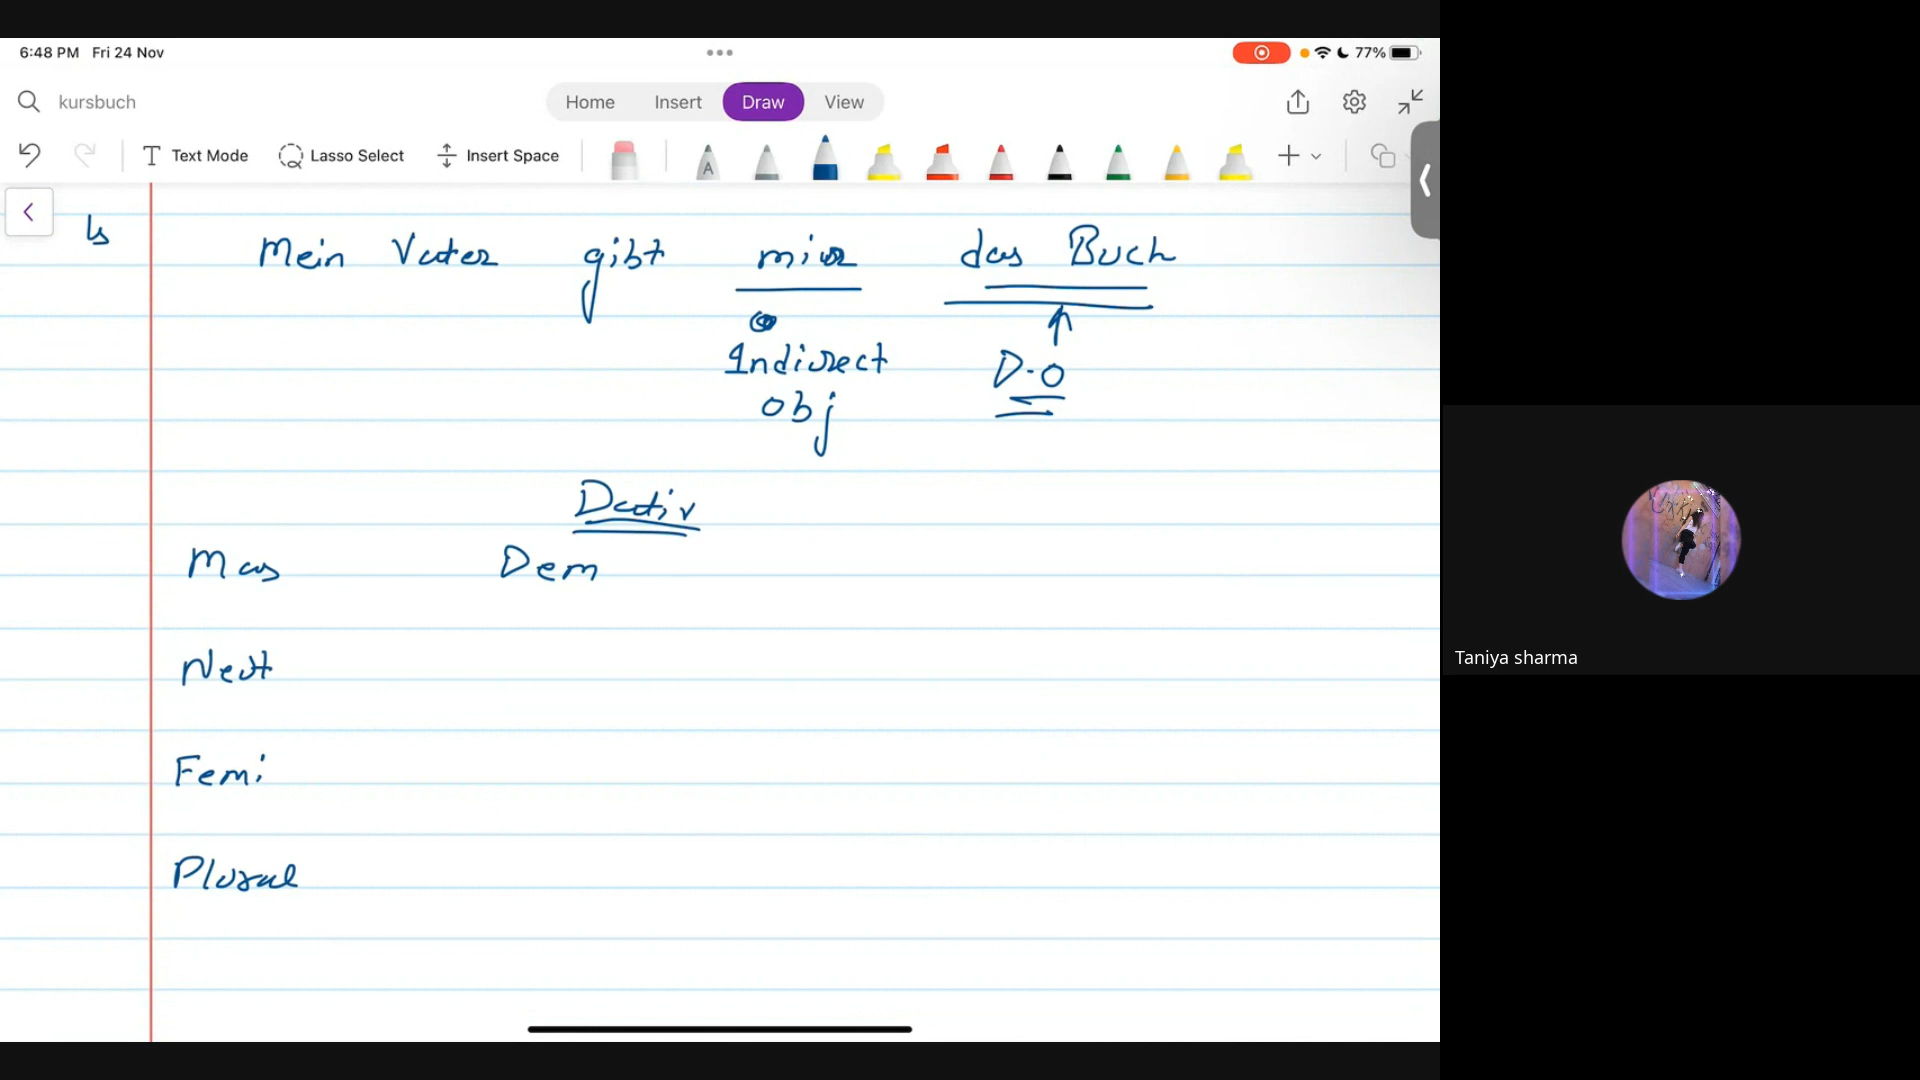 6:48 PM Fri 24 Nov
77%
kursbuch
Home Insert Draw View
Text Mode Lasso Select Insert Space
A
Mein Vater gibt mir das Buch
Indirect D.O
obj
Dativ
Mas Dem
Neut
Femi
Plural
Taniya sharma